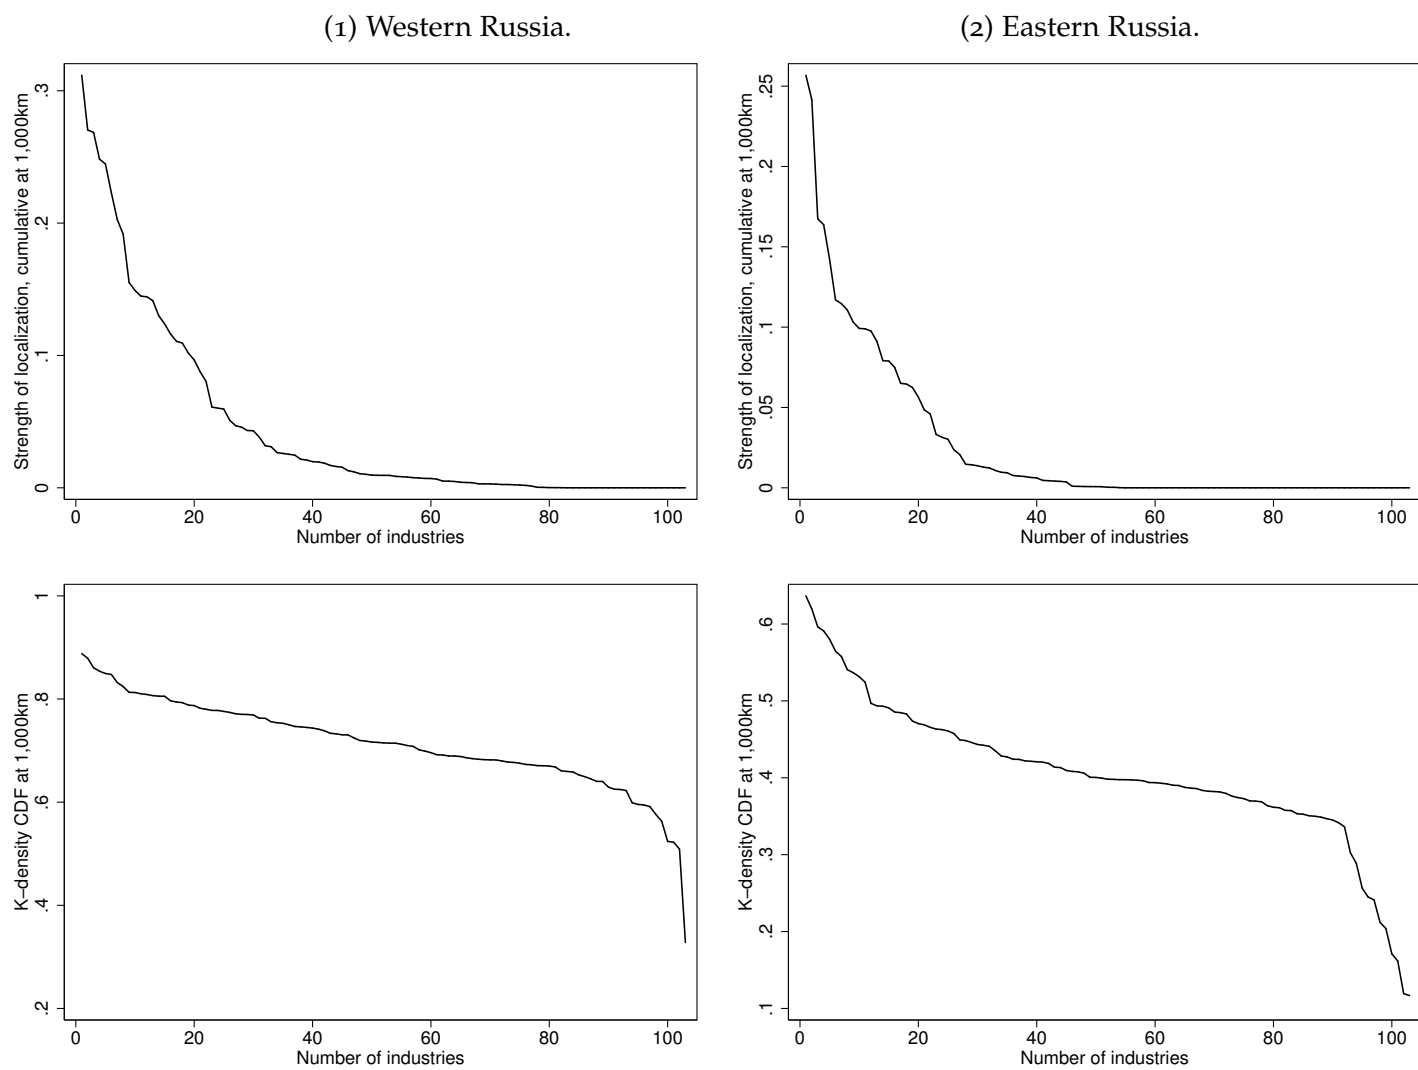 (1) Western Russia.
(2) Eastern Russia.
Strength of localization, cumulative at 1,000km
.3
.2
.1
0
0 20 40 60 80 100
Number of industries
Strength of localization, cumulative at 1,000km
.25
.2
.15
.1
.05
0
0 20 40 60 80 100
Number of industries
K−density CDF at 1,000km
1
.8
.6
.4
.2
0 20 40 60 80 100
Number of industries
K−density CDF at 1,000km
.6
.5
.4
.3
.2
.1
0 20 40 60 80 100
Number of industries